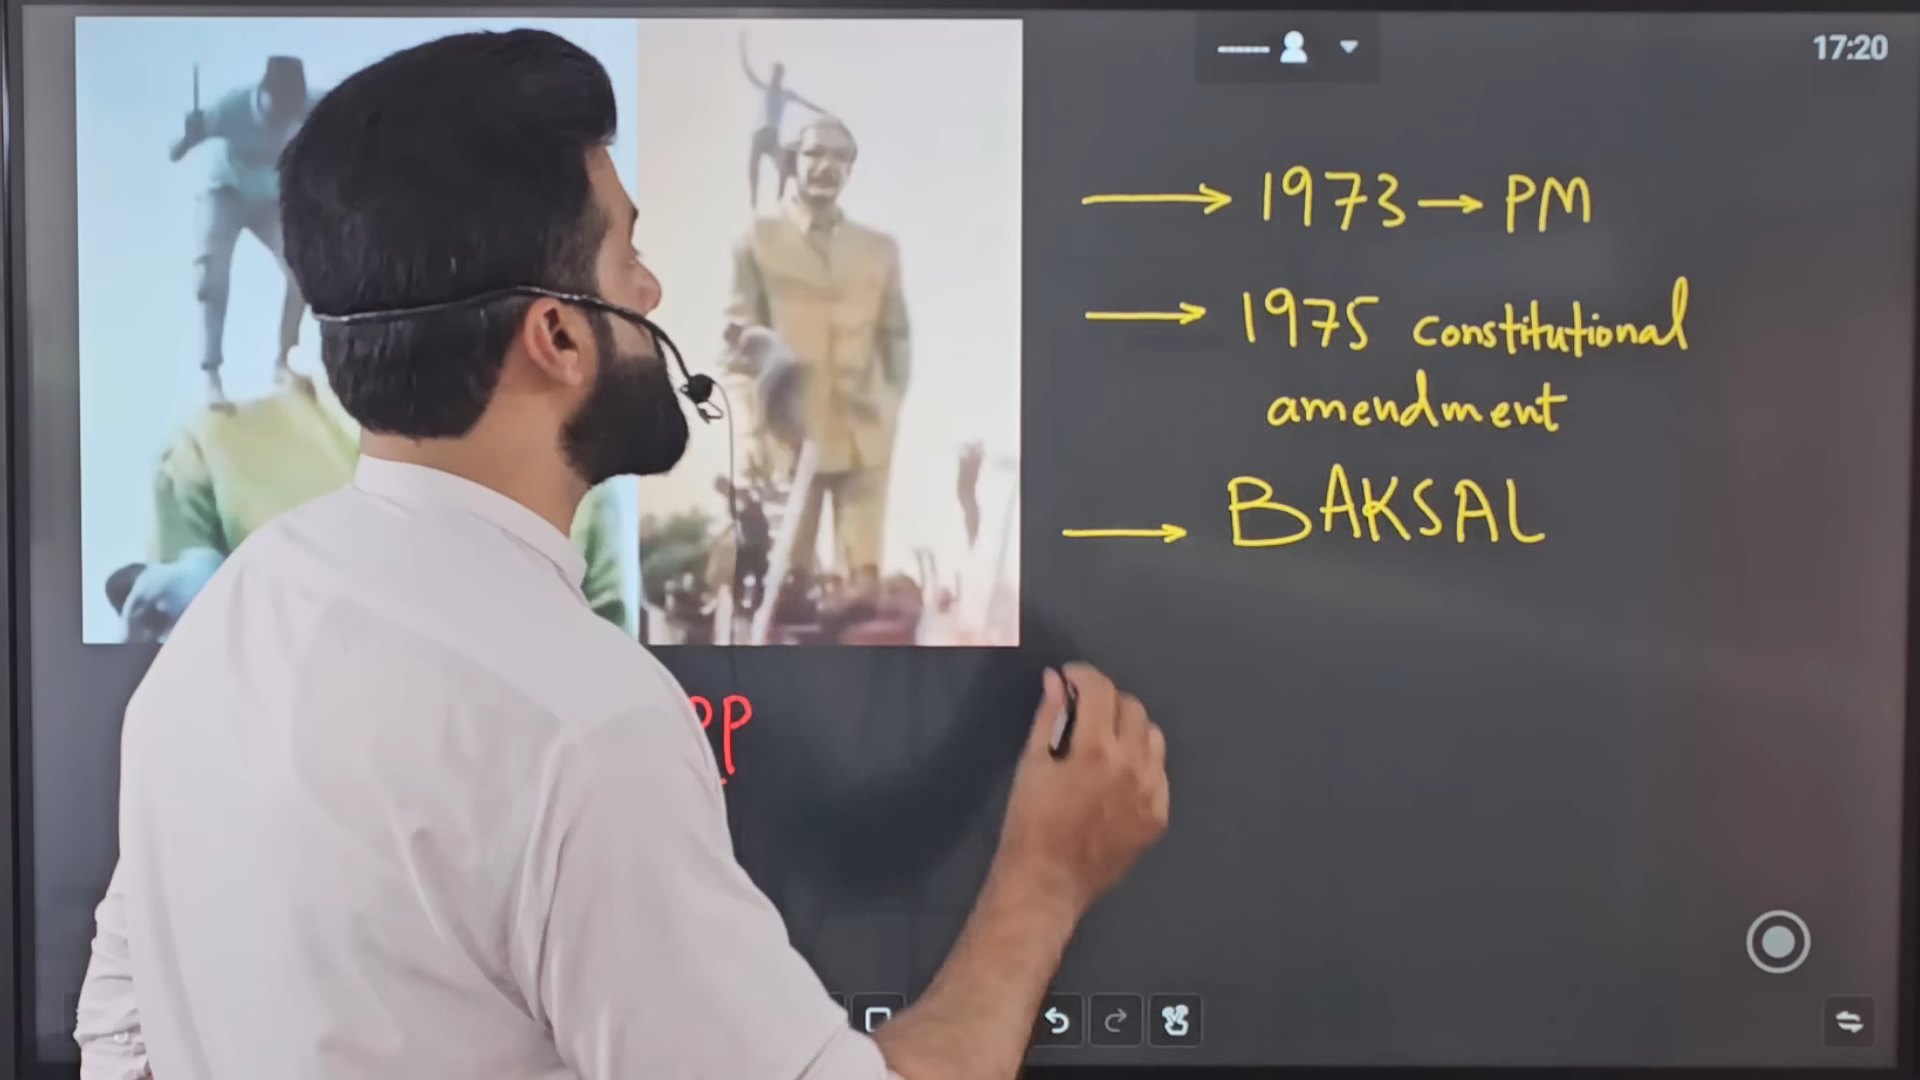 17:20
→ 1973 → PM
→ 1975 constitutional
amendment
→ BAKSAL